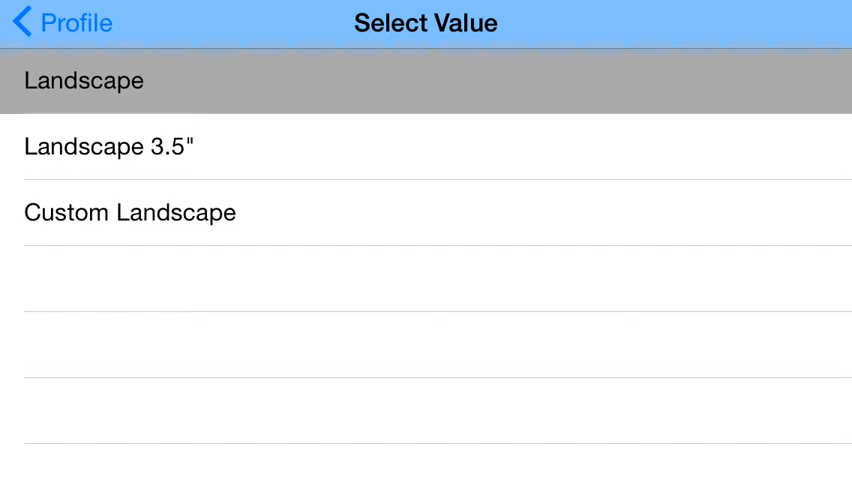 Profile
Select Value
Landscape
Landscape 3.5"
Custom Landscape